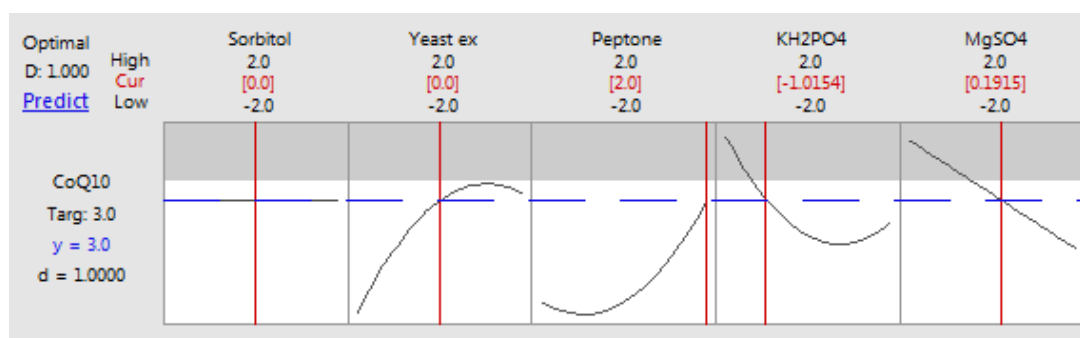 Optimal
D: 1.000
Predict
High
Cur
Low
Sorbitol
2.0
[0.0]
-2.0
Yeast ex
2.0
[0.0]
-2.0
Peptone
2.0
[2.0]
-2.0
KH2PO4
2.0
[-1.0154]
-2.0
MgSO4
2.0
[0.1915]
-2.0
CoQ10
Targ: 3.0
y = 3.0
d = 1.0000